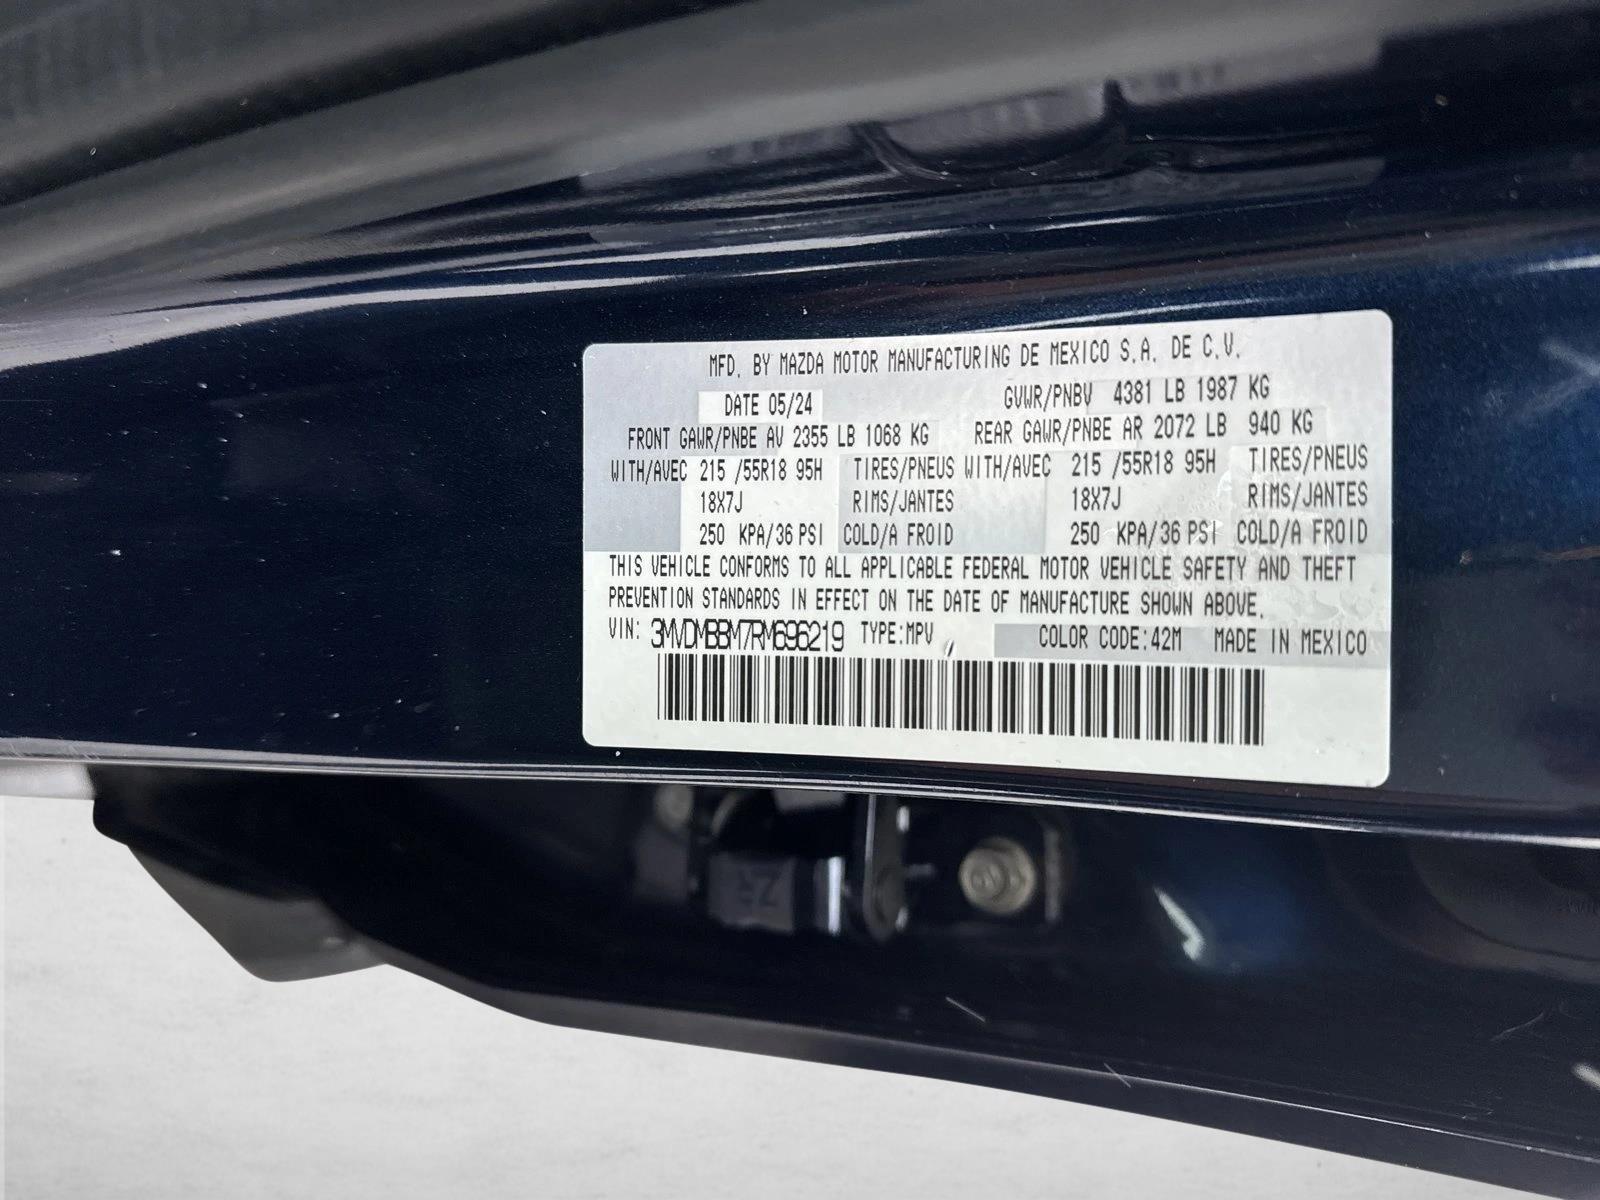 MFD. BY MAZDA MOTOR MANUFACTURING DE MEXICO S.A. DE C.V.
DATE 05/24 GVWR/PNBV 4381 LB 1987 KG
FRONT GAWR/PNBE AV 2355 LB 1068 KG REAR GAWR/PNBE AR 2072 LB 940 KG
WITH/AVEC 215 /55R18 95H TIRES/PNEUS WITH/AVEC 215 /55R18 95H TIRES/PNEUS
18X7J RIMS/JANTES 18X7J RIMS/JANTES
250 KPA/36 PSI COLD/A FROID 250 KPA/36 PSI COLD/A FROID
THIS VEHICLE CONFORMS TO ALL APPLICABLE FEDERAL MOTOR VEHICLE SAFETY AND THEFT
PREVENTION STANDARDS IN EFFECT ON THE DATE OF MANUFACTURE SHOWN ABOVE.
VIN: 3MVDMBBM7RM696219 TYPE:MPV COLOR CODE:42M MADE IN MEXICO